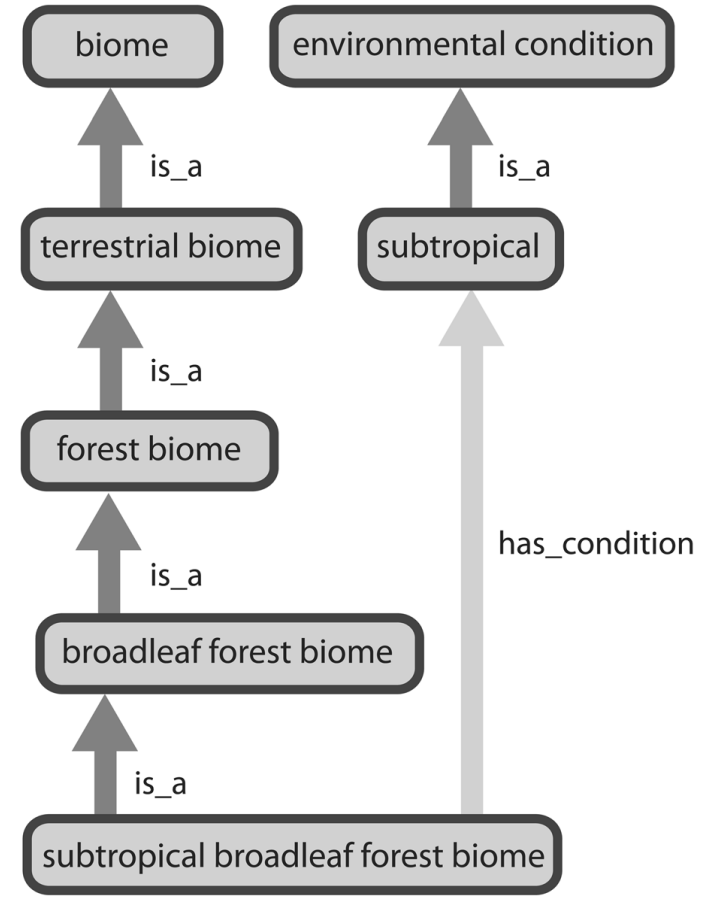 biome
environmental condition
is_a
is_a
terrestrial biome
subtropical
is_a
forest biome
has_condition
is_a
broadleaf forest biome
is_a
subtropical broadleaf forest biome